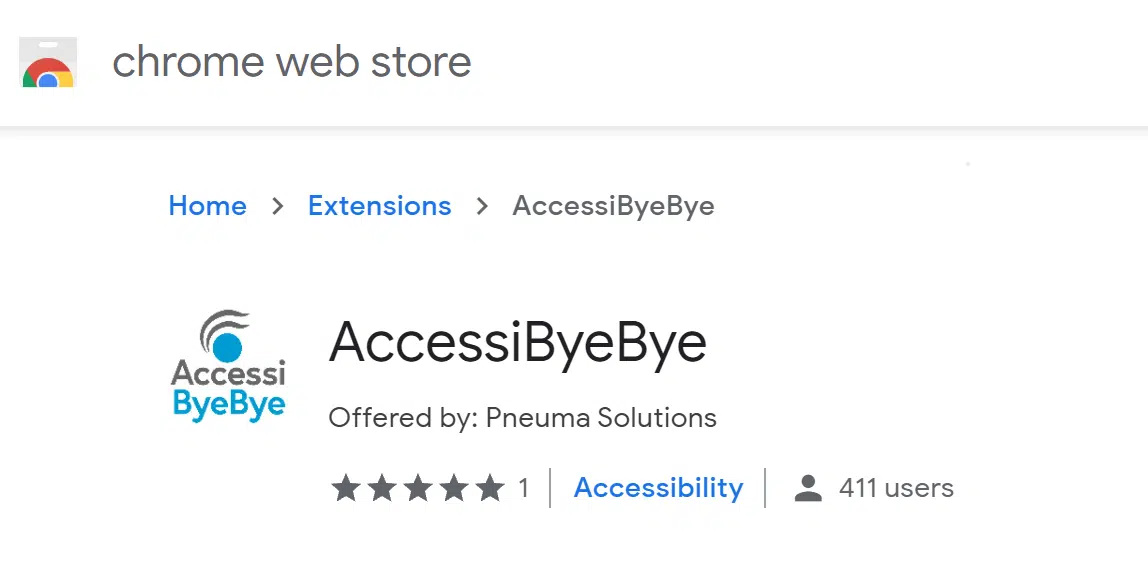 chrome web store
Home > Extensions > AccessiByeBye
Accessi
ByeBye
AccessiByeBye
Offered by: Pneuma Solutions
★★★★★ 1 | Accessibility | 411 users